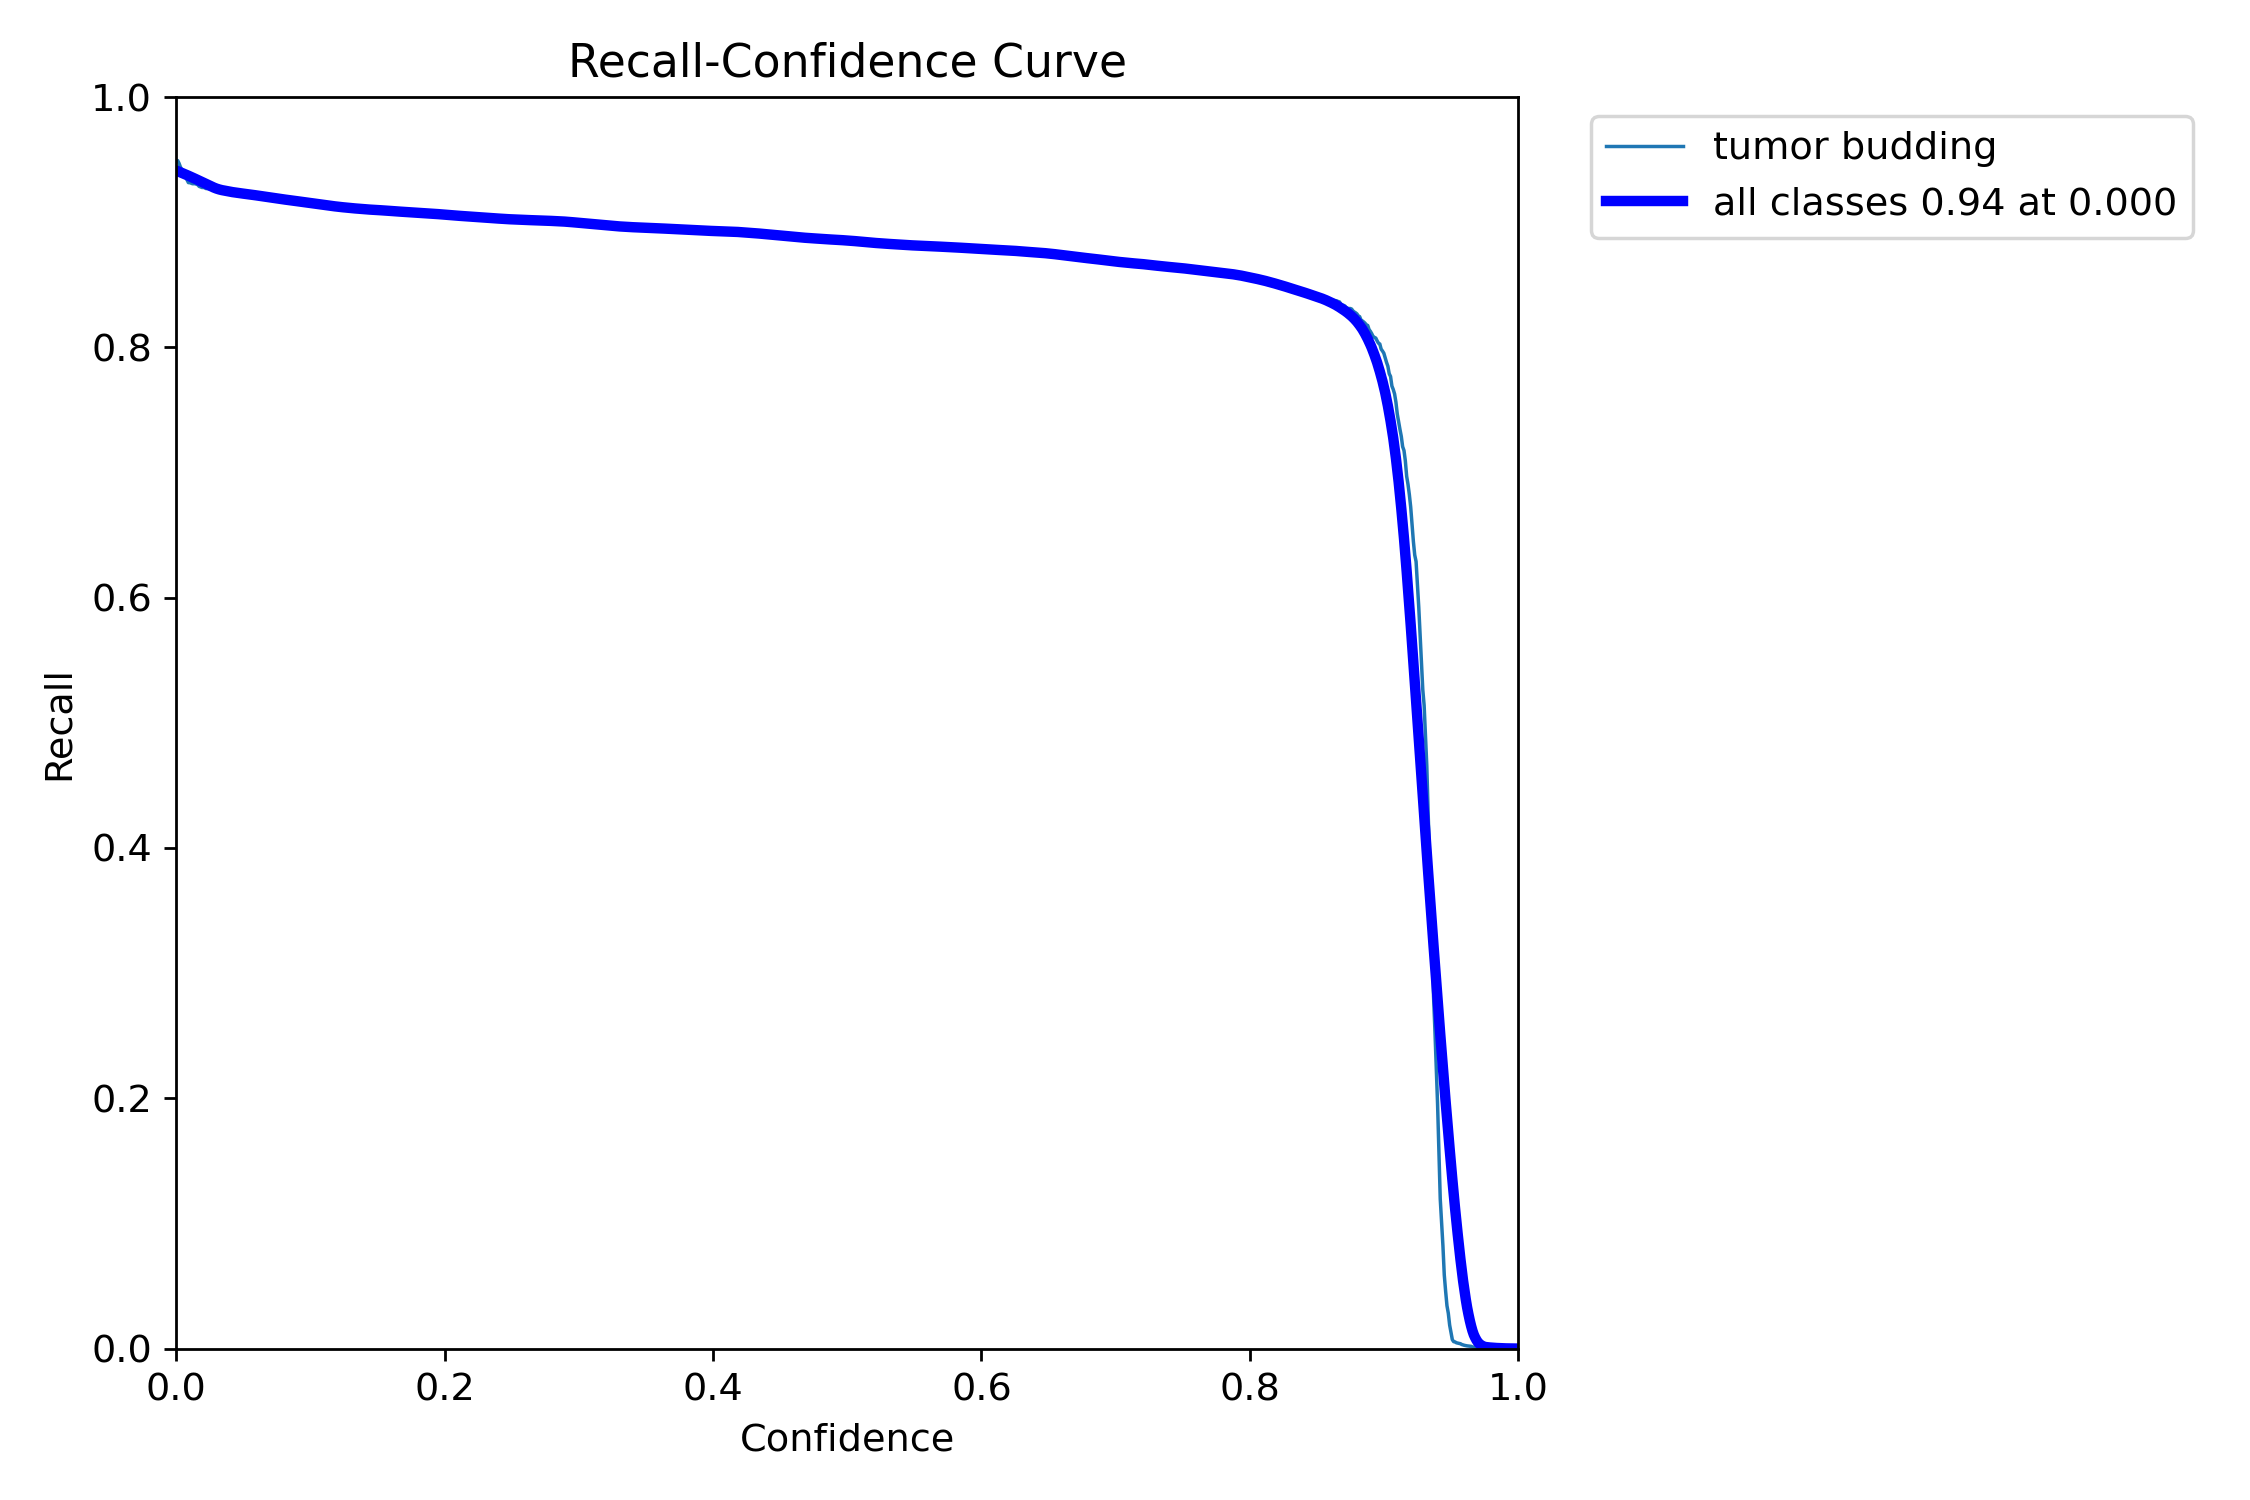 Recall-Confidence Curve
1.0
0.8
0.6
0.4
0.2
0.0
Recall
0.0 0.2 0.4 0.6 0.8 1.0
Confidence
tumor budding
all classes 0.94 at 0.000